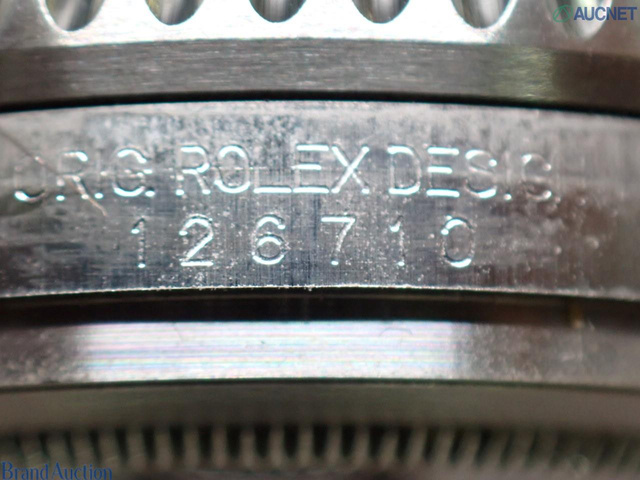 AUCNET
ORIG. ROLEX DESIG.
126710
Brand Auction